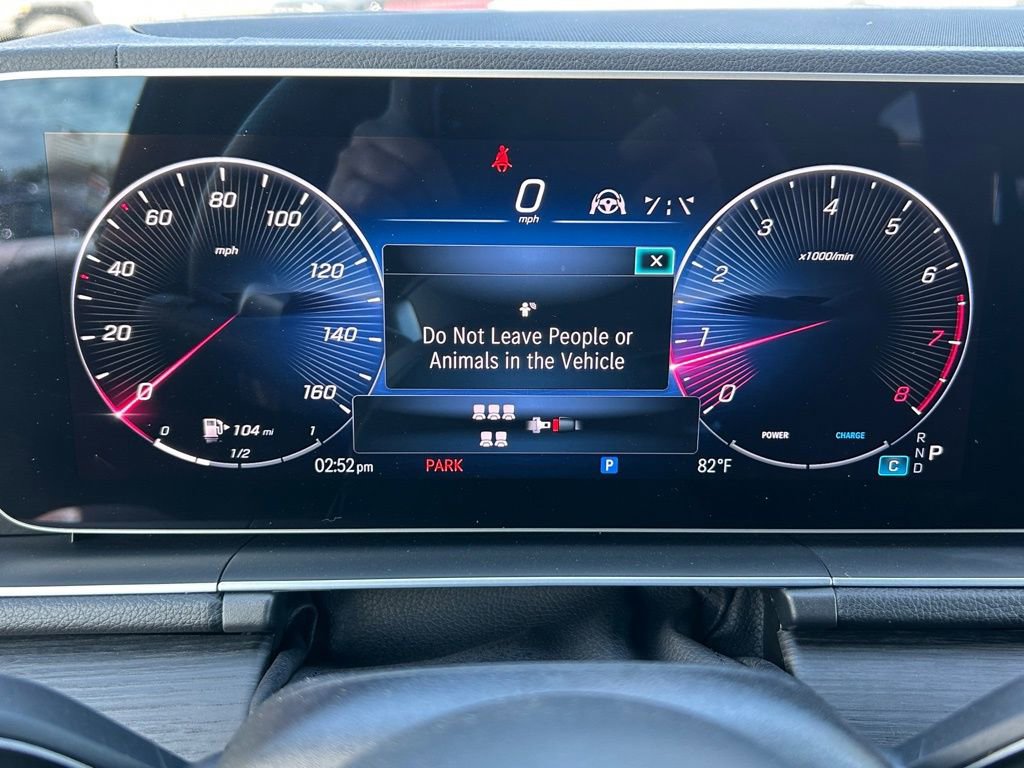 0
mph
20
40
60
80
100
120
140
160
0
mph
0
1/2
1
104 mi
02:52 pm
X
Do Not Leave People or
Animals in the Vehicle
PARK
P
82°F
0
1
2
3
4
5
6
7
8
x1000/min
POWER
CHARGE
C
R
N
D
P